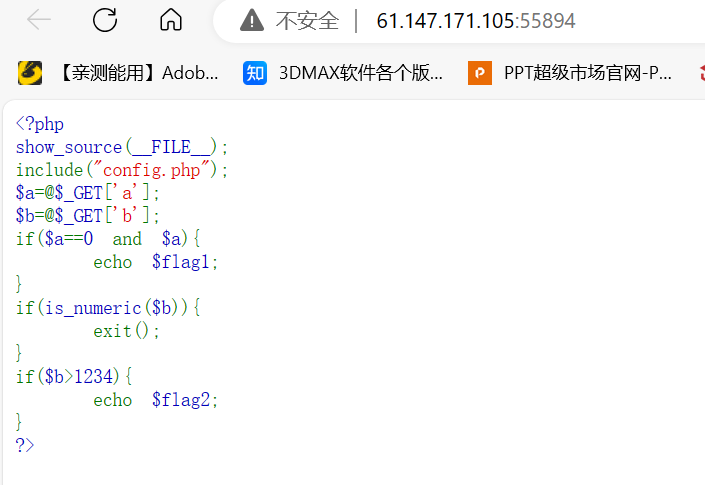 不安全 | 61.147.171.105:55894
【亲测能用】Adob... 知 3DMAX软件各个版... P PPT超级市场官网-P...
<?php
show_source(__FILE__);
include("config.php");
$a=@$_GET['a'];
$b=@$_GET['b'];
if($a==0 and $a){
    echo $flag1;
}
if(is_numeric($b)){
    exit();
}
if($b>1234){
    echo $flag2;
}
?>